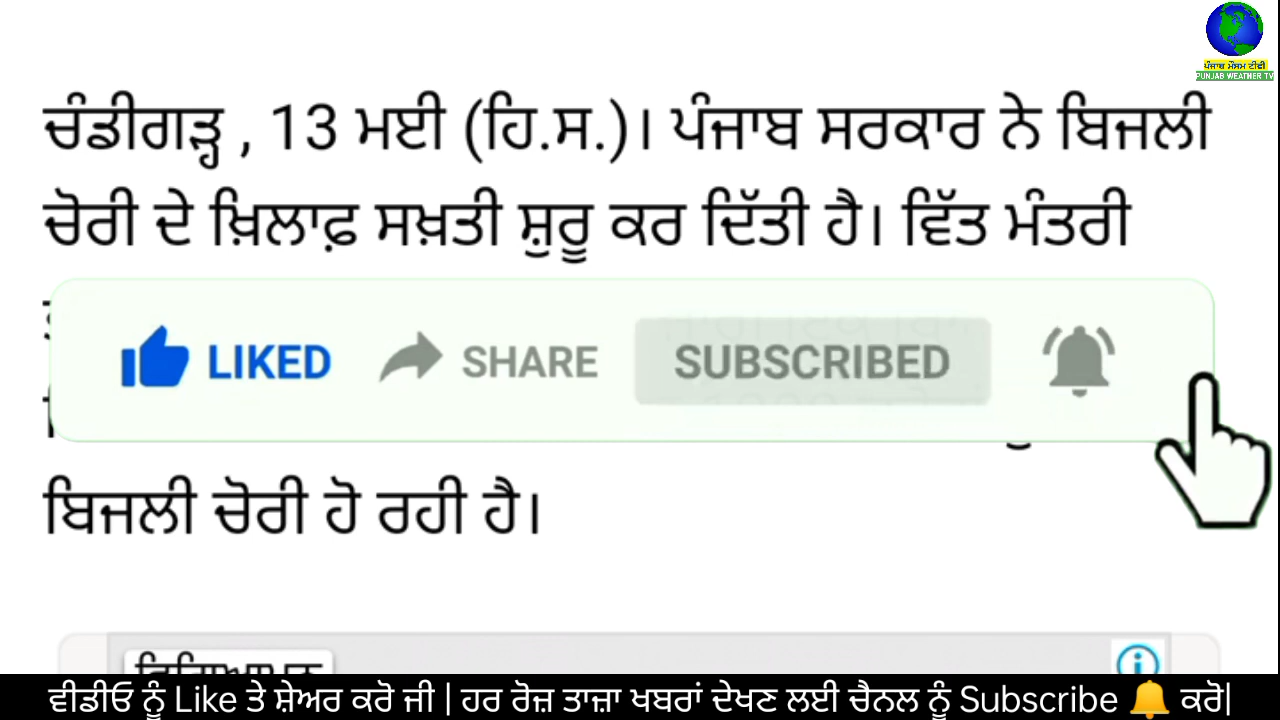 ਪੰਜਾਬ ਮੌਸਮ ਟੀਵੀ
PUNJAB WEATHER TV
ਚੰਡੀਗੜ੍ਹ , 13 ਮਈ (ਹਿ.ਸ.)। ਪੰਜਾਬ ਸਰਕਾਰ ਨੇ ਬਿਜਲੀ
ਚੋਰੀ ਦੇ ਖ਼ਿਲਾਫ਼ ਸਖ਼ਤੀ ਸ਼ੁਰੂ ਕਰ ਦਿੱਤੀ ਹੈ। ਵਿੱਤ ਮੰਤਰੀ
LIKED SHARE SUBSCRIBED
ਬਿਜਲੀ ਚੋਰੀ ਹੋ ਰਹੀ ਹੈ।
ਵੀਡੀਓ ਨੂੰ Like ਤੇ ਸ਼ੇਅਰ ਕਰੋ ਜੀ | ਹਰ ਰੋਜ਼ ਤਾਜ਼ਾ ਖਬਰਾਂ ਦੇਖਣ ਲਈ ਚੈਨਲ ਨੂੰ Subscribe 🔔 ਕਰੋ|